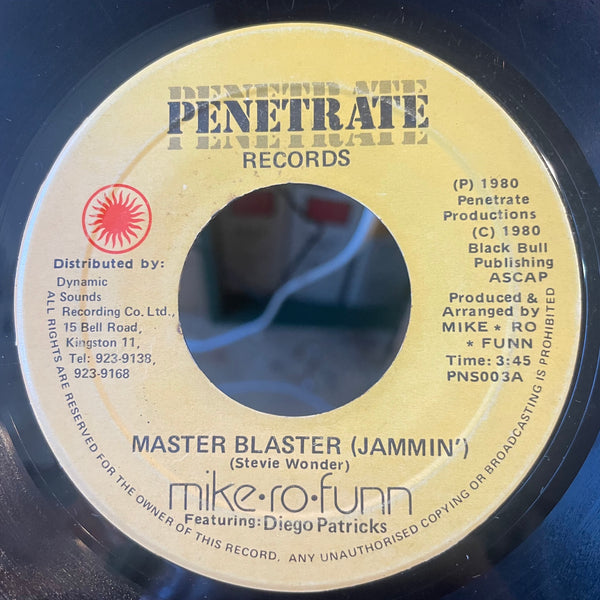 PENETRATE
PENETRATE
PENETRATE
RECORDS
(P) 1980
Penetrate
Productions
(C) 1980
Black Bull
Publishing
ASCAP
Produced &
Arranged by
MIKE * RO
* FUNN
Time: 3:45
PNS003A
Distributed by:
Dynamic
Sounds
Recording Co. Ltd.,
15 Bell Road,
Kingston 11,
Tel: 923-9138,
923-9168
MASTER BLASTER (JAMMIN')
(Stevie Wonder)
mike·ro·funn
Featuring: Diego Patricks
ALL RIGHTS ARE RESERVED FOR THE OWNER OF THIS RECORD, ANY UNAUTHORISED COPYING OR BROADCASTING IS PROHIBITED